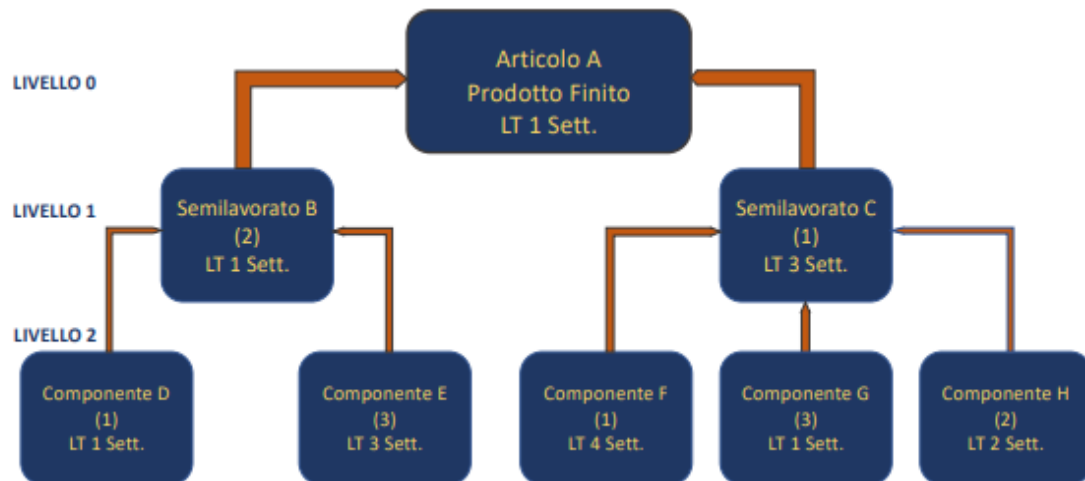 LIVELLO 0
Articolo A
Prodotto Finito
LT 1 Sett.
LIVELLO 1
Semilavorato B
(2)
LT 1 Sett.
Semilavorato C
(1)
LT 3 Sett.
LIVELLO 2
Componente D
(1)
LT 1 Sett.
Componente E
(3)
LT 3 Sett.
Componente F
(1)
LT 4 Sett.
Componente G
(3)
LT 1 Sett.
Componente H
(2)
LT 2 Sett.